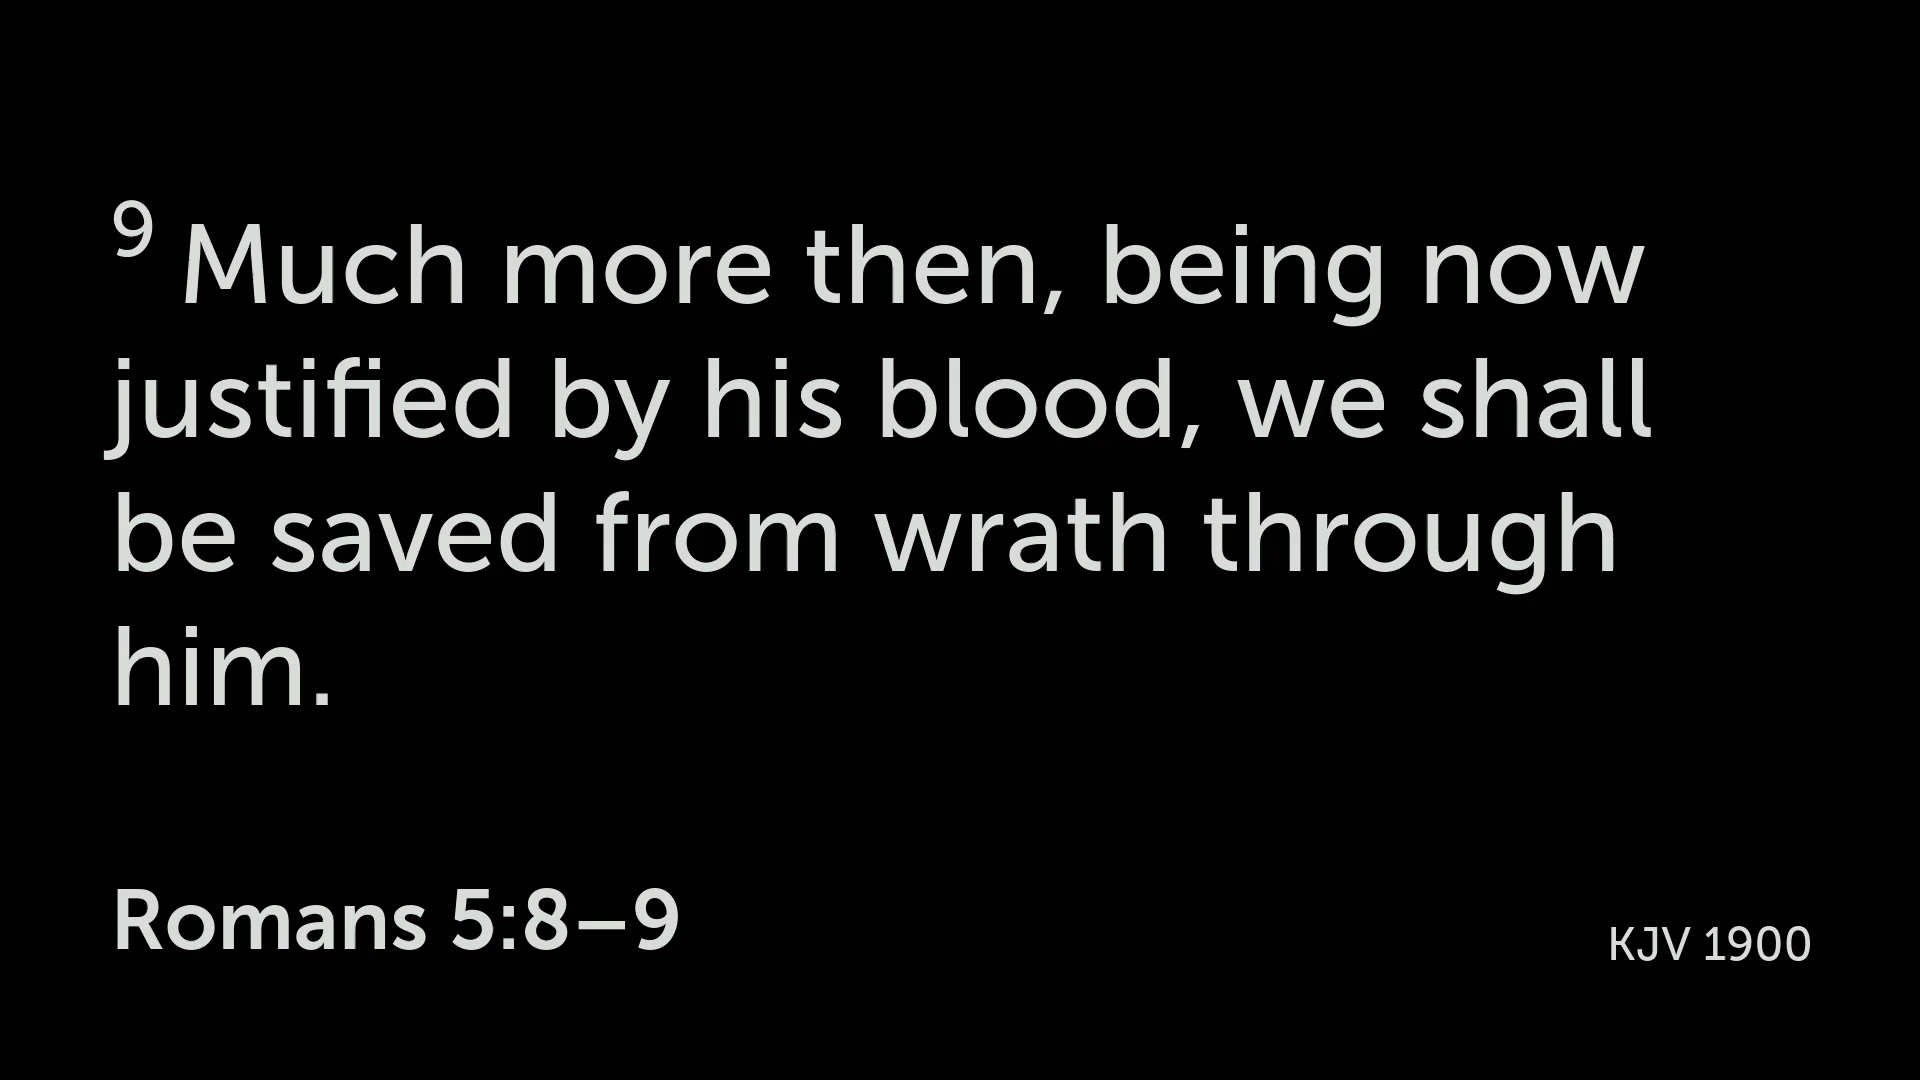 9 Much more then, being now
justified by his blood, we shall
be saved from wrath through
him.
Romans 5:8–9
KJV 1900